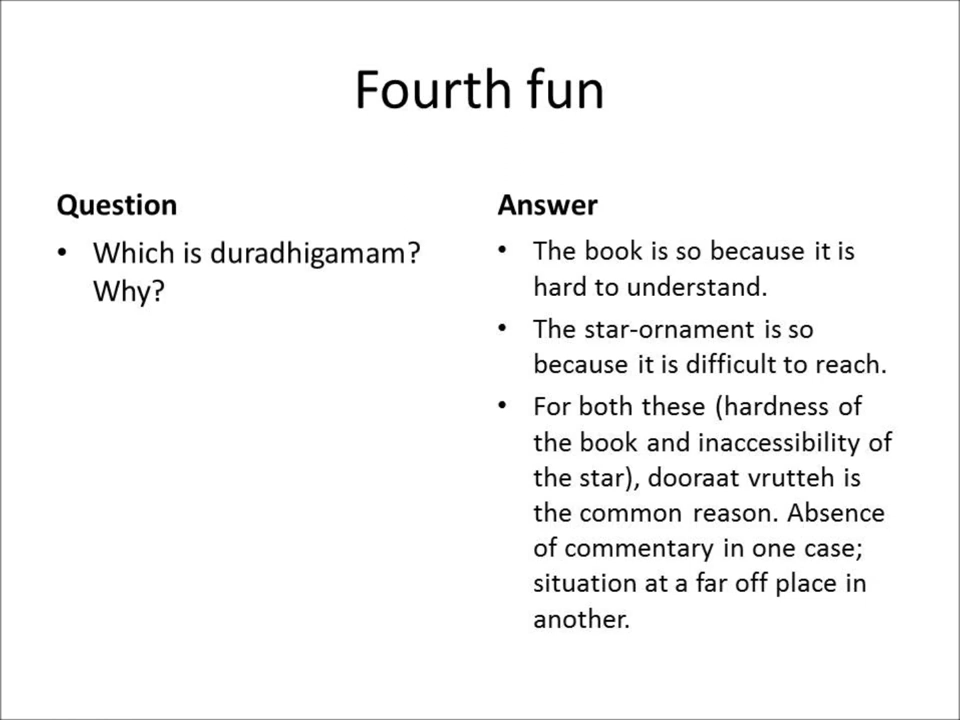 Fourth fun
Question
• Which is duradhigamam?
Why?
Answer
• The book is so because it is
hard to understand.
• The star-ornament is so
because it is difficult to reach.
• For both these (hardness of
the book and inaccessibility of
the star), dooraat vrutteh is
the common reason. Absence
of commentary in one case;
situation at a far off place in
another.